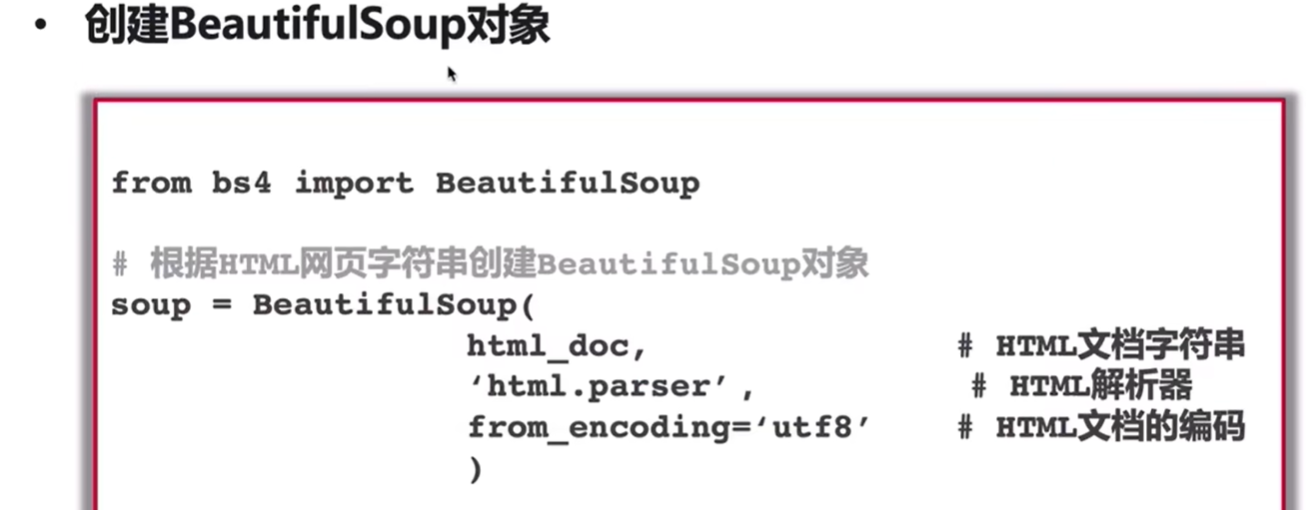 • 创建BeautifulSoup对象
from bs4 import BeautifulSoup
# 根据HTML网页字符串创建BeautifulSoup对象
soup = BeautifulSoup(
html_doc, # HTML文档字符串
‘html.parser’, # HTML解析器
from_encoding=‘utf8’ # HTML文档的编码
)